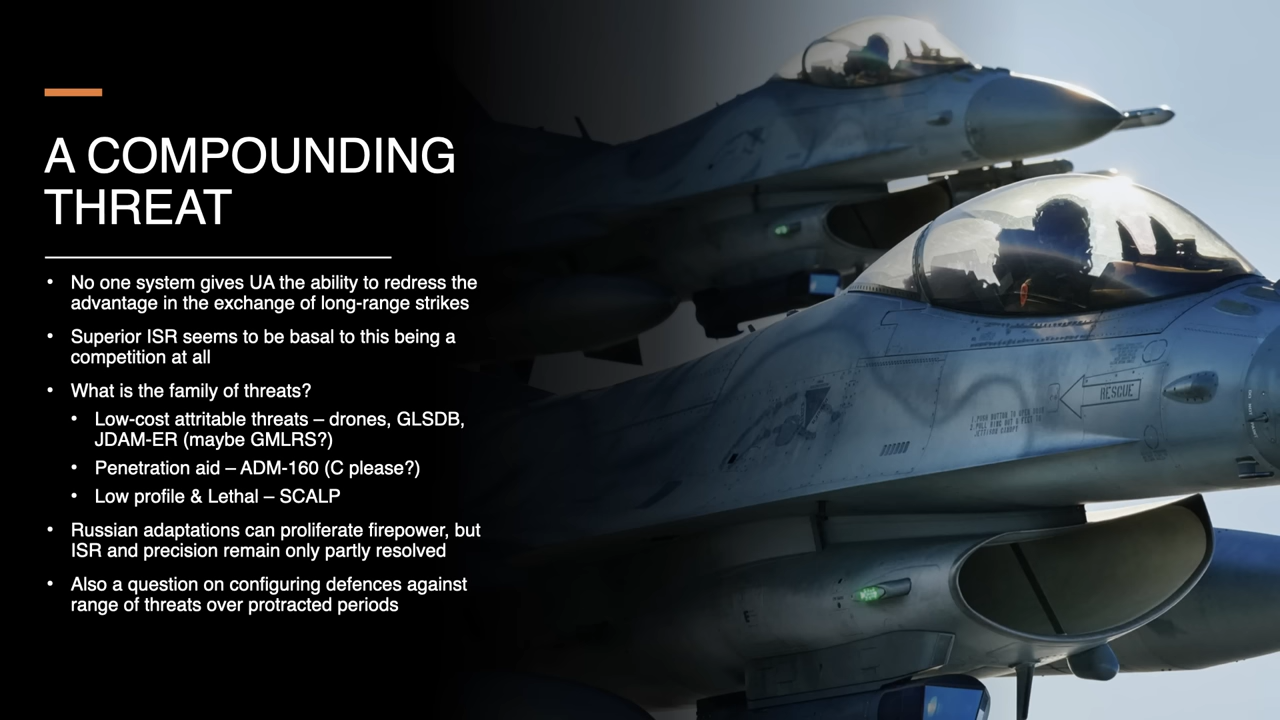 A COMPOUNDING
THREAT
• No one system gives UA the ability to redress the
advantage in the exchange of long-range strikes
• Superior ISR seems to be basal to this being a
competition at all
• What is the family of threats?
• Low-cost attritable threats – drones, GLSDB,
JDAM-ER (maybe GMLRS?)
• Penetration aid – ADM-160 (C please?)
• Low profile & Lethal – SCALP
• Russian adaptations can proliferate firepower, but
ISR and precision remain only partly resolved
• Also a question on configuring defences against
range of threats over protracted periods
RESCUE